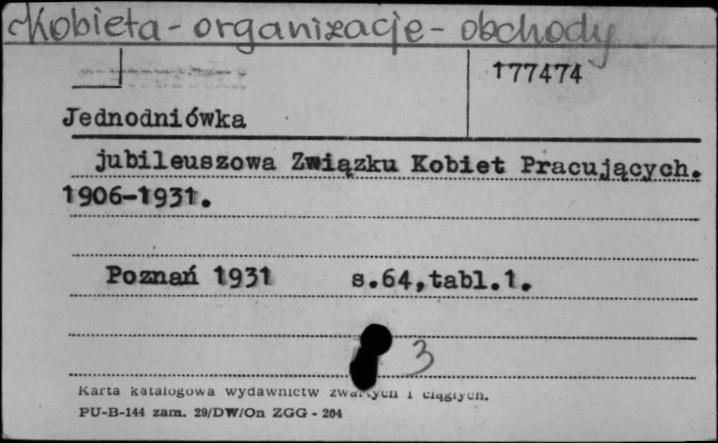 Kobieta - organizacje - obchody
177474
Jednodniówka
jubileuszowa Związku Kobiet Pracujących.
1906-1931.
Poznań 1931 s.64,tabl.1.
3
Karta katalogowa wydawnictw zwartych i ciągłych.
PU-B-144 zam. 29/DW/On ZGG - 204